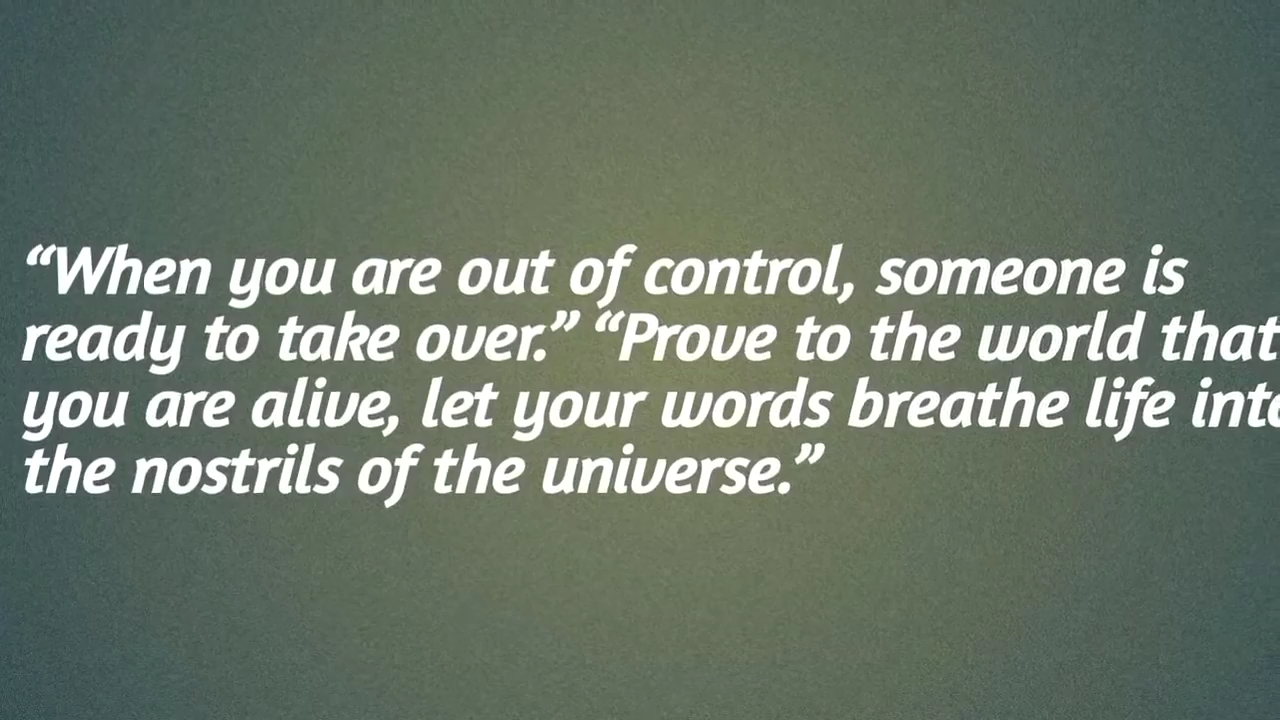 “When you are out of control, someone is
ready to take over.” “Prove to the world that
you are alive, let your words breathe life into
the nostrils of the universe.”